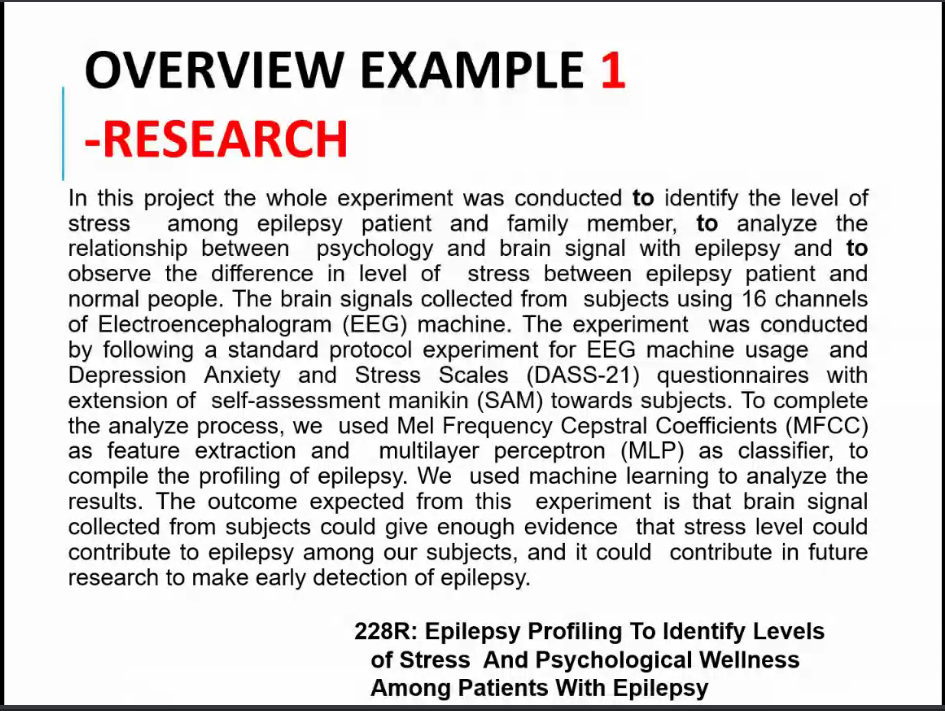 OVERVIEW EXAMPLE 1
-RESEARCH
In this project the whole experiment was conducted to identify the level of
stress among epilepsy patient and family member, to analyze the
relationship between psychology and brain signal with epilepsy and to
observe the difference in level of stress between epilepsy patient and
normal people. The brain signals collected from subjects using 16 channels
of Electroencephalogram (EEG) machine. The experiment was conducted
by following a standard protocol experiment for EEG machine usage and
Depression Anxiety and Stress Scales (DASS-21) questionnaires with
extension of self-assessment manikin (SAM) towards subjects. To complete
the analyze process, we used Mel Frequency Cepstral Coefficients (MFCC)
as feature extraction and multilayer perceptron (MLP) as classifier, to
compile the profiling of epilepsy. We used machine learning to analyze the
results. The outcome expected from this experiment is that brain signal
collected from subjects could give enough evidence that stress level could
contribute to epilepsy among our subjects, and it could contribute in future
research to make early detection of epilepsy.
228R: Epilepsy Profiling To Identify Levels
of Stress And Psychological Wellness
Among Patients With Epilepsy